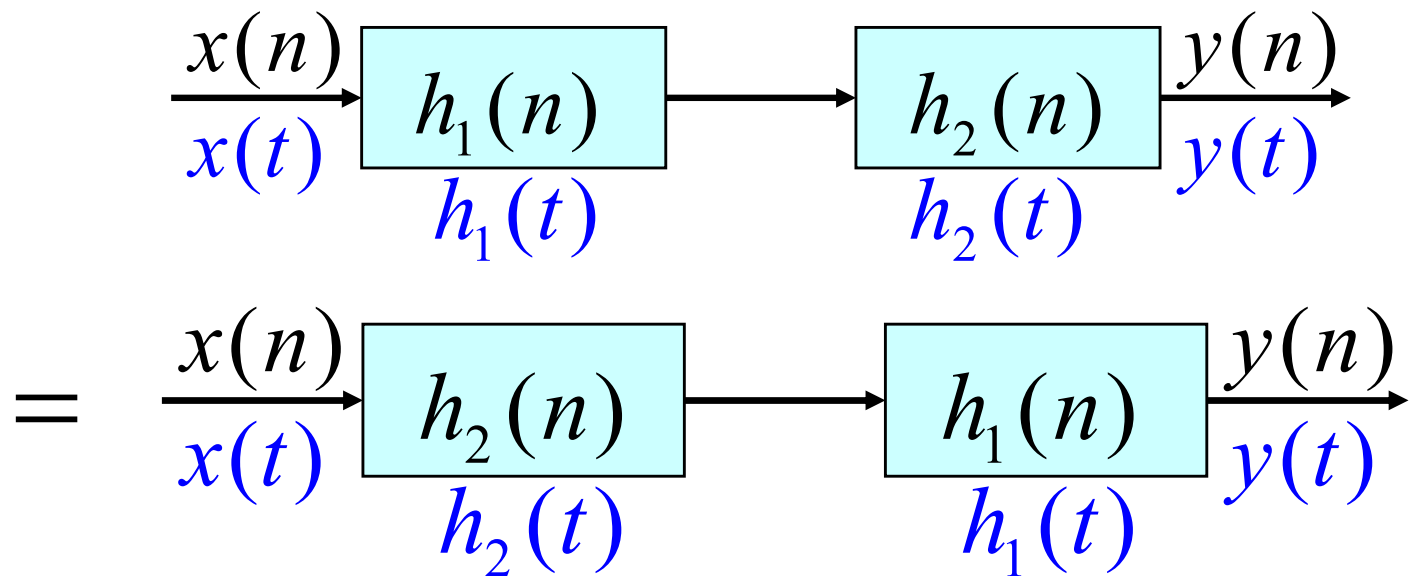 x(n) h₁(n) h₂(n) y(n)
x(t) h₁(t) h₂(t) y(t)
= x(n) h₂(n) h₁(n) y(n)
x(t) h₂(t) h₁(t) y(t)